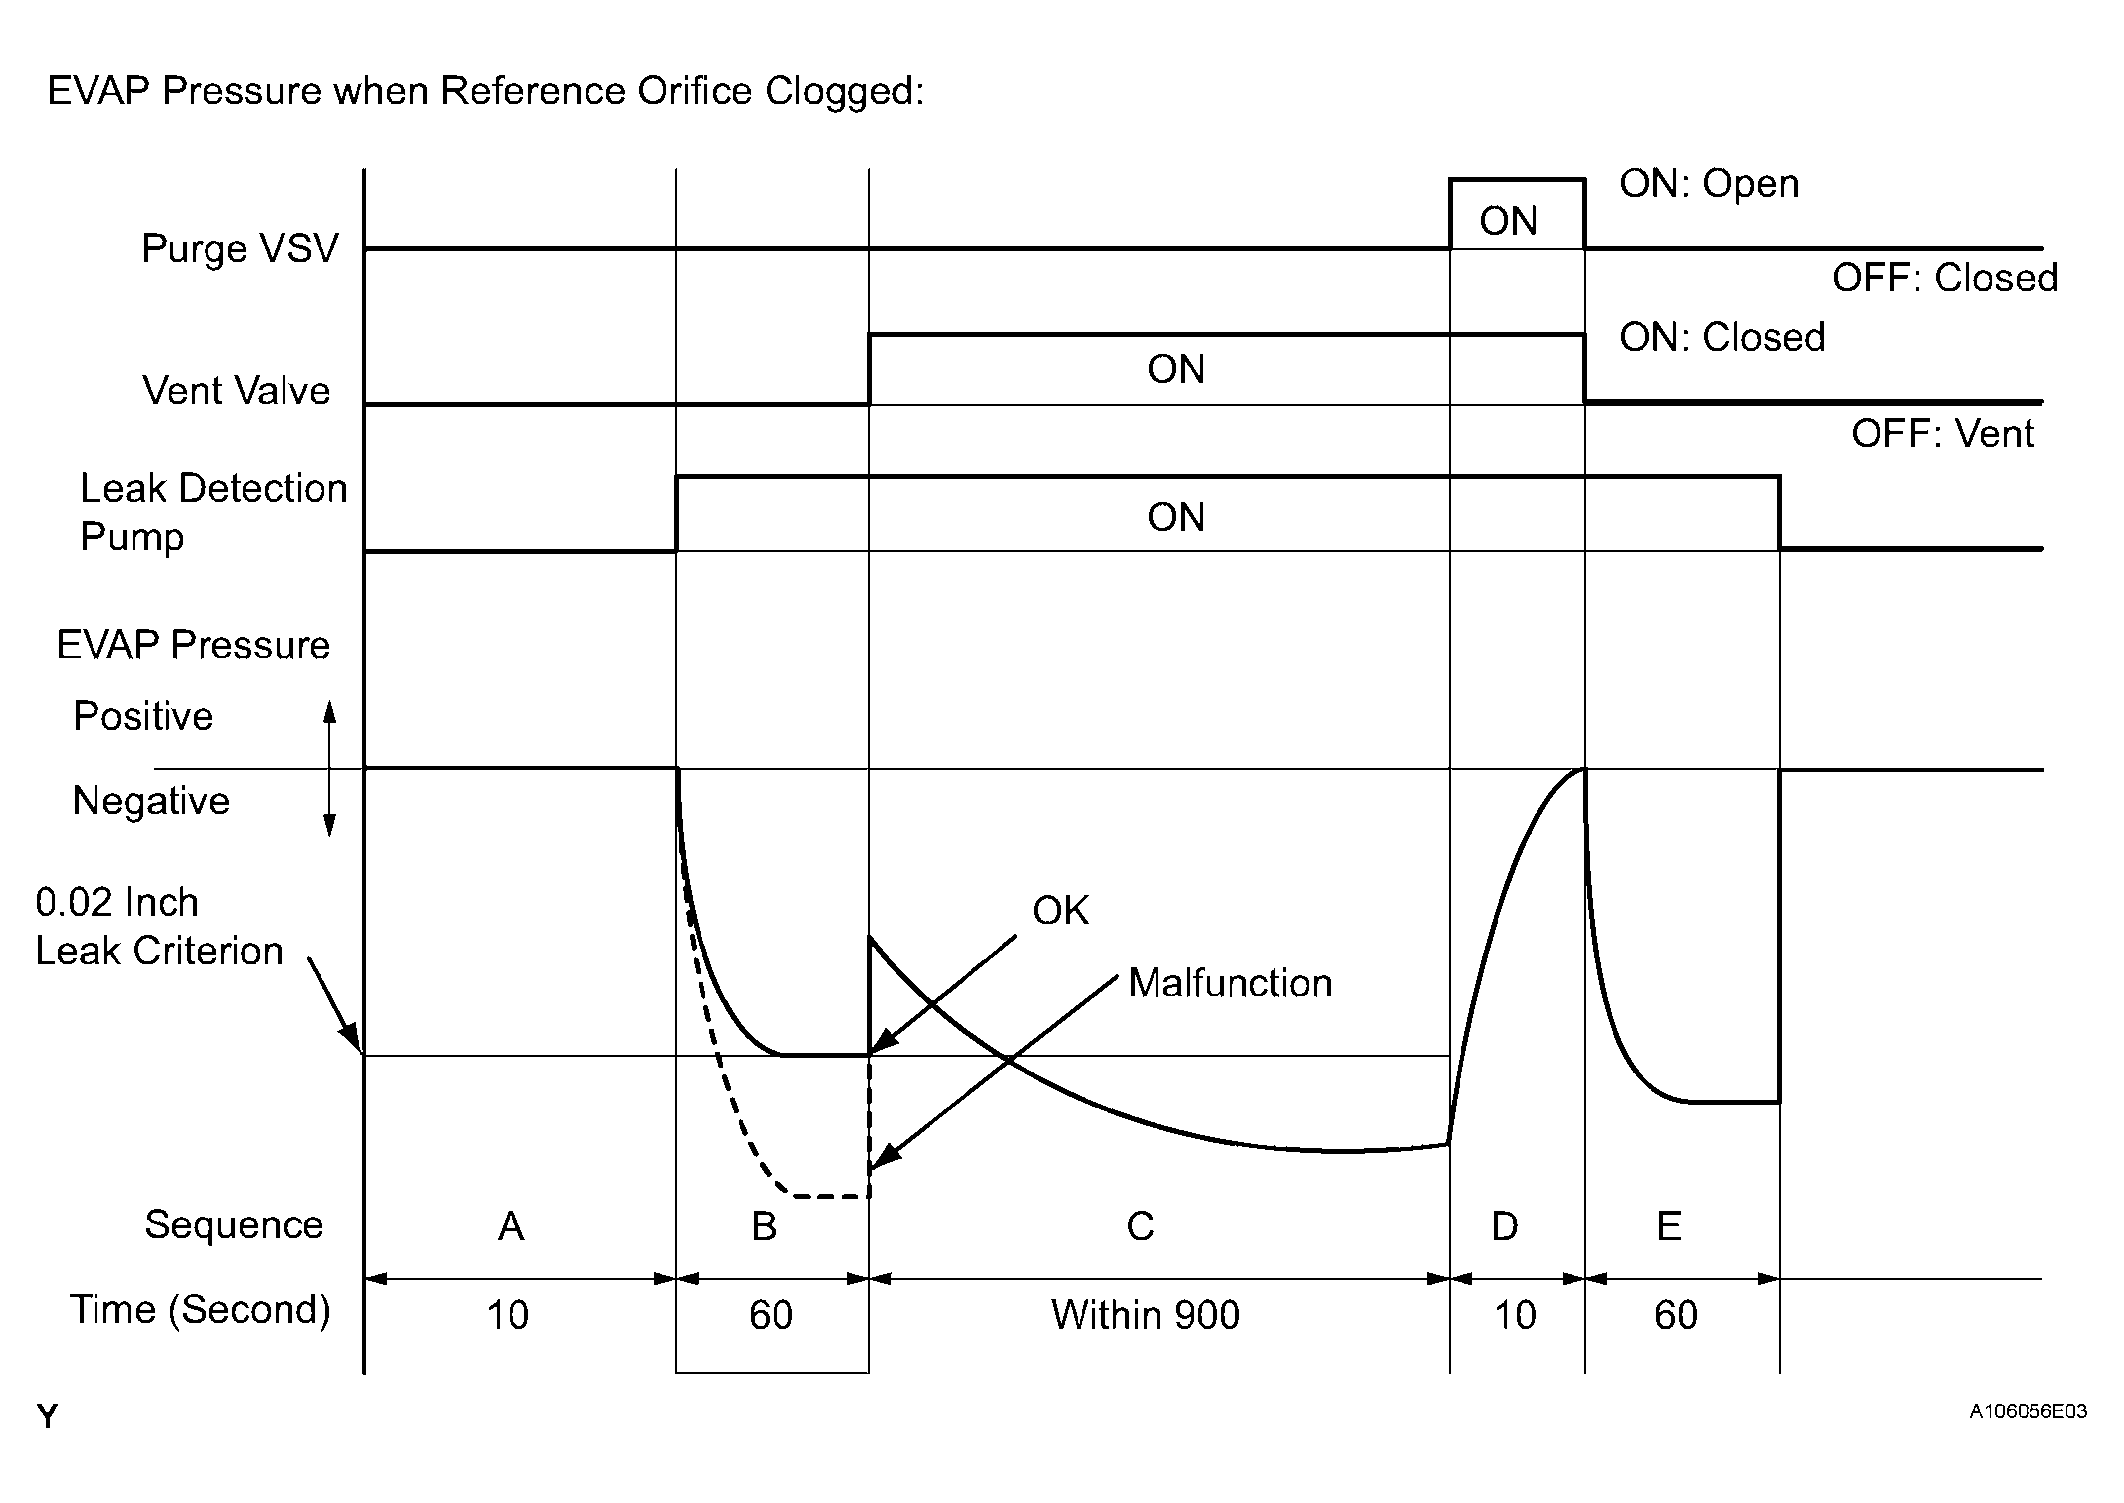 EVAP Pressure when Reference Orifice Clogged:
ON: Open
ON
Purge VSV
OFF: Closed
ON: Closed
ON
Vent Valve
OFF: Vent
Leak Detection
Pump
ON
EVAP Pressure
Positive
Negative
0.02 Inch
Leak Criterion
OK
Malfunction
Sequence A B C D E
Time (Second) 10 60 Within 900 10 60
Y
A106056E03